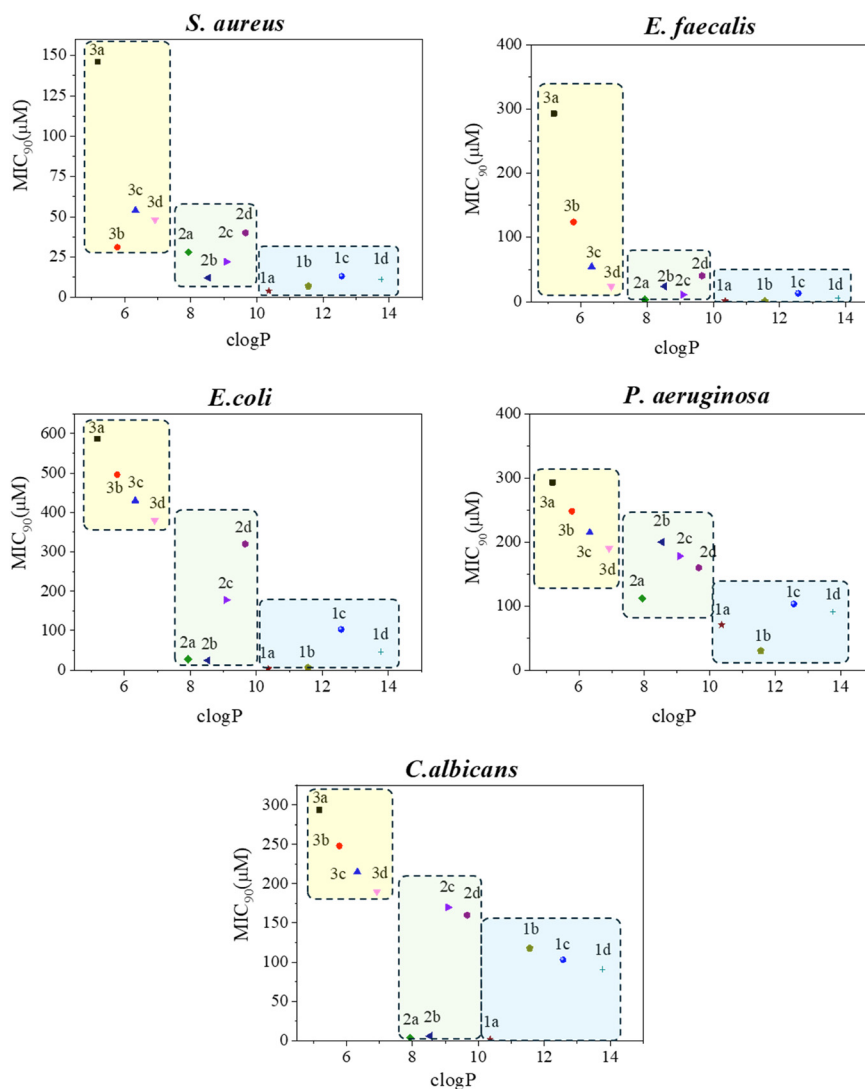 S. aureus
E. faecalis
MIC90(μM)
150
125
100
75
50
25
0
3a
3b
3c
3d
2a
2b
2c
2d
1a
1b
1c
1d
6
8
10
12
14
clogP
MIC90(μM)
400
300
200
100
0
3a
3b
3c
3d
2a
2b
2c
2d
1a
1b
1c
1d
6
8
10
12
14
clogP
E.coli
P. aeruginosa
MIC90(μM)
600
500
400
300
200
100
0
3a
3b
3c
3d
2a
2b
2c
2d
1a
1b
1c
1d
6
8
10
12
14
clogP
MIC90(μM)
400
300
200
100
0
3a
3b
3c
3d
2a
2b
2c
2d
1a
1b
1c
1d
6
8
10
12
14
clogP
C.albicans
MIC90(μM)
300
250
200
150
100
50
0
3a
3b
3c
3d
2a
2b
2c
2d
1a
1b
1c
1d
6
8
10
12
14
clogP